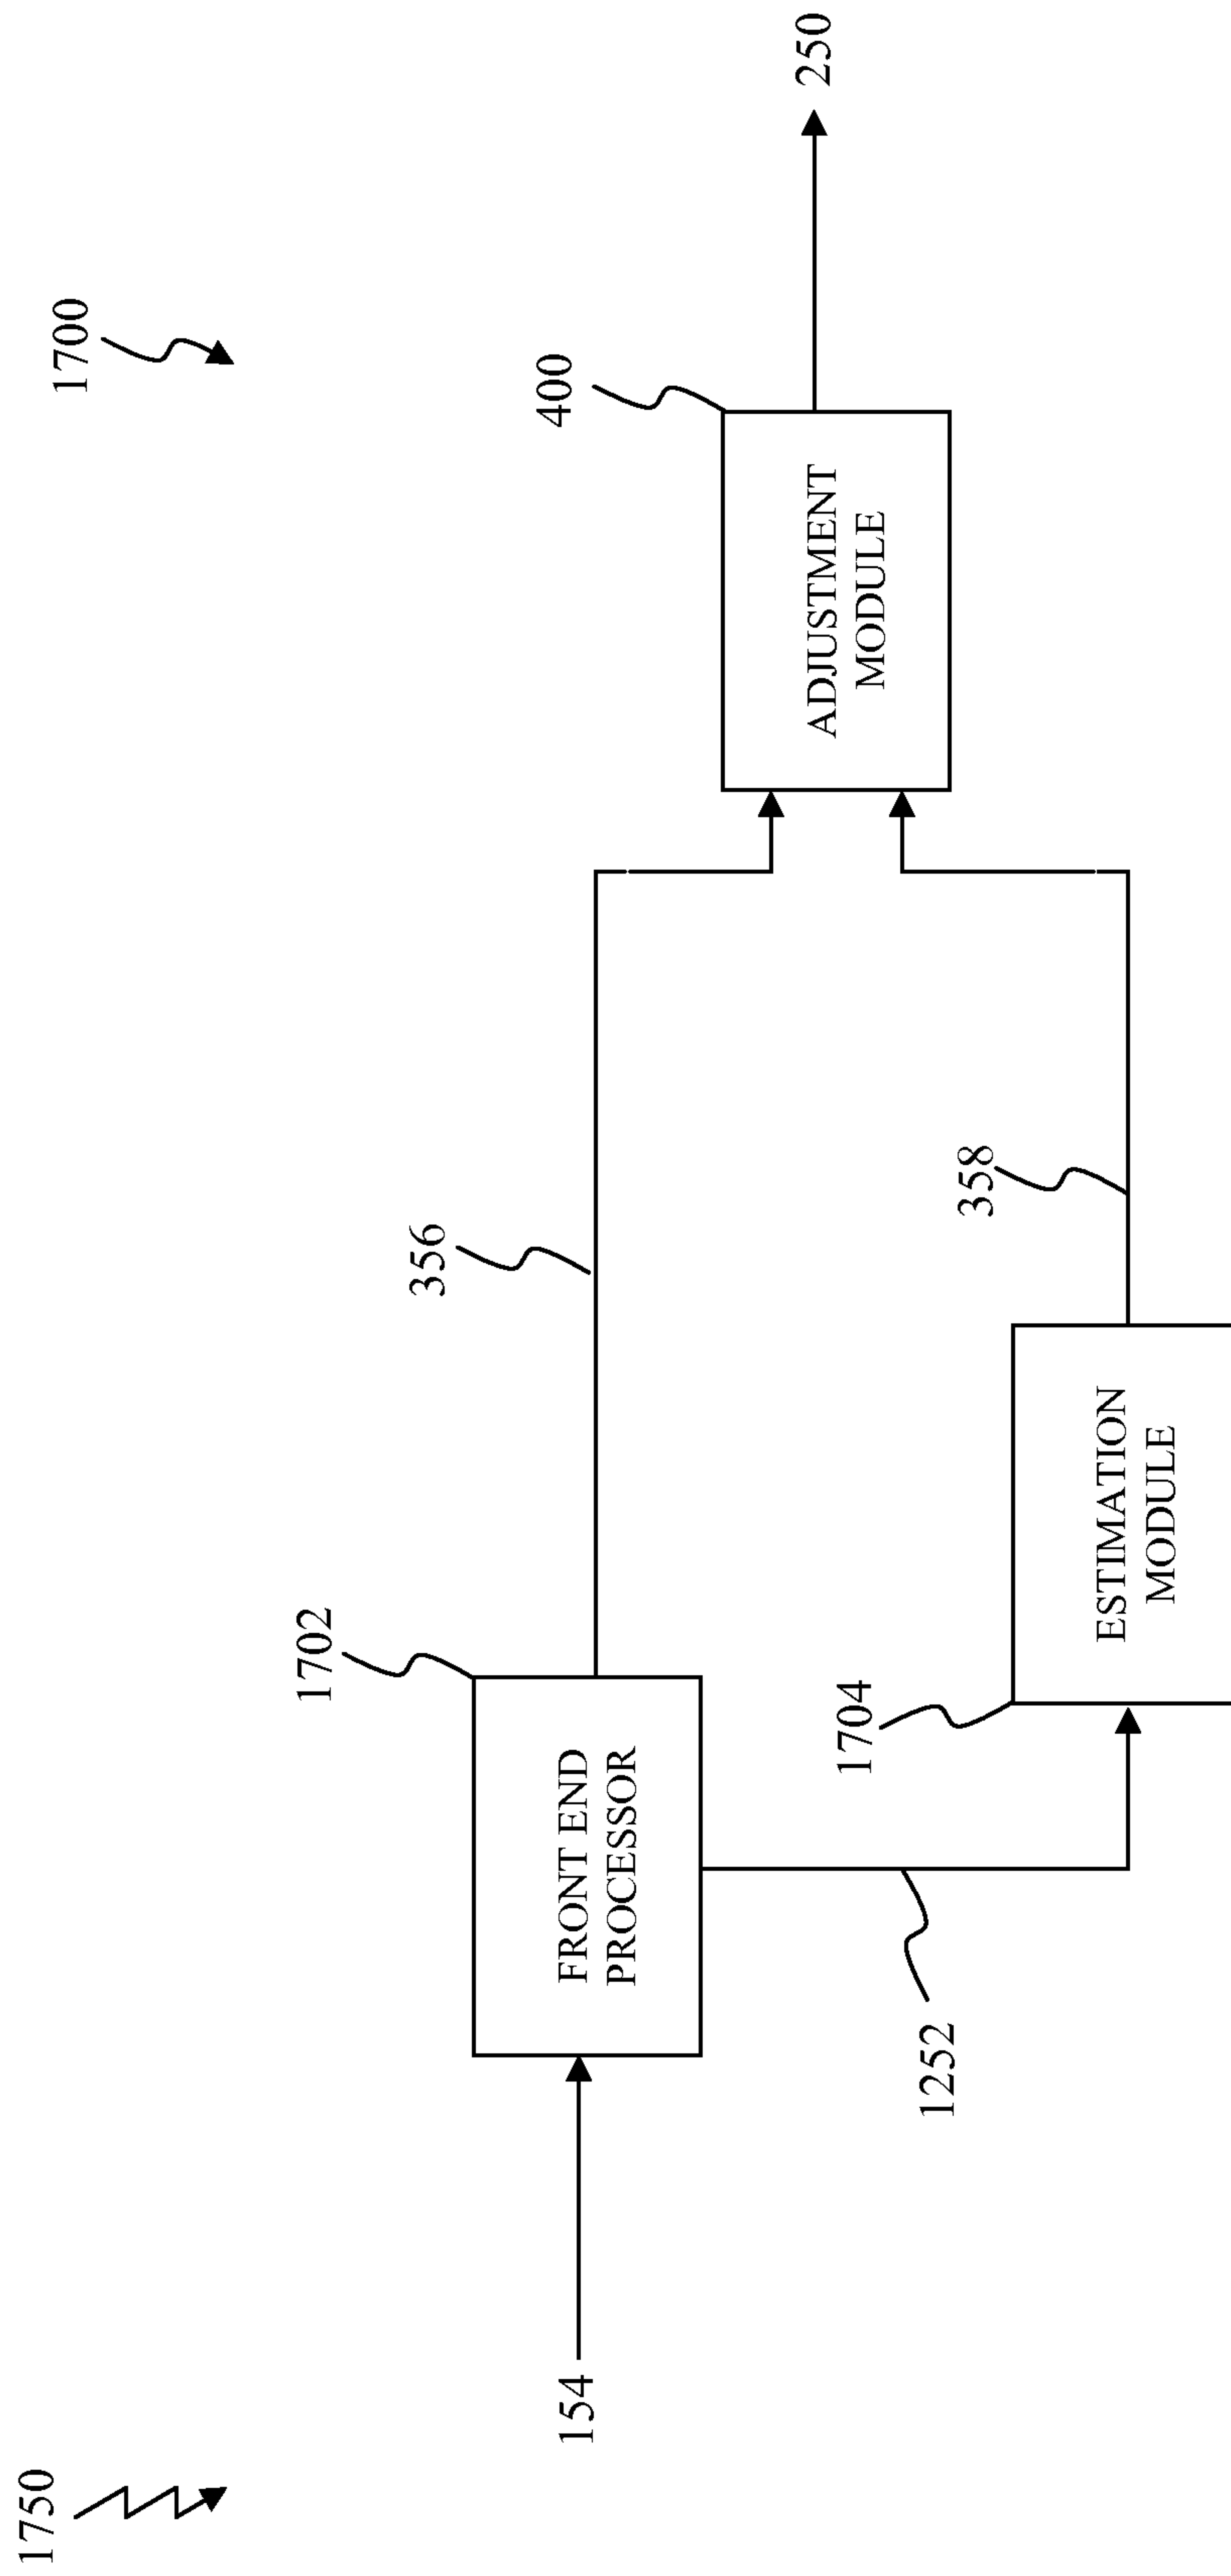 1750
1700
154
FRONT END
PROCESSOR
1702
356
400
ADJUSTMENT
MODULE
250
1252
1704
ESTIMATION
MODULE
358